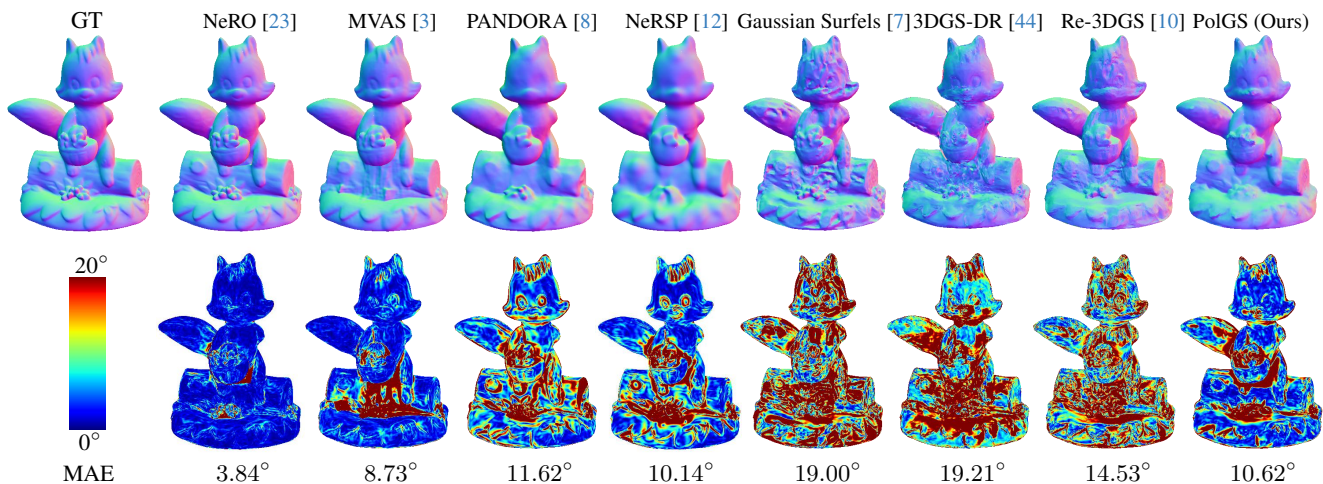 GT NeRO [23] MVAS [3] PANDORA [8] NeRSP [12] Gaussian Surfels [7] 3DGS-DR [44] Re-3DGS [10] PolGS (Ours)
20°
0°
MAE 3.84° 8.73° 11.62° 10.14° 19.00° 19.21° 14.53° 10.62°